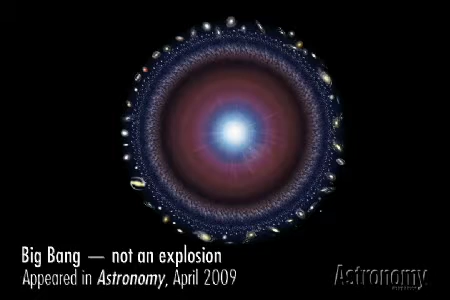 Big Bang — not an explosion
Appeared in Astronomy, April 2009
Astronomy